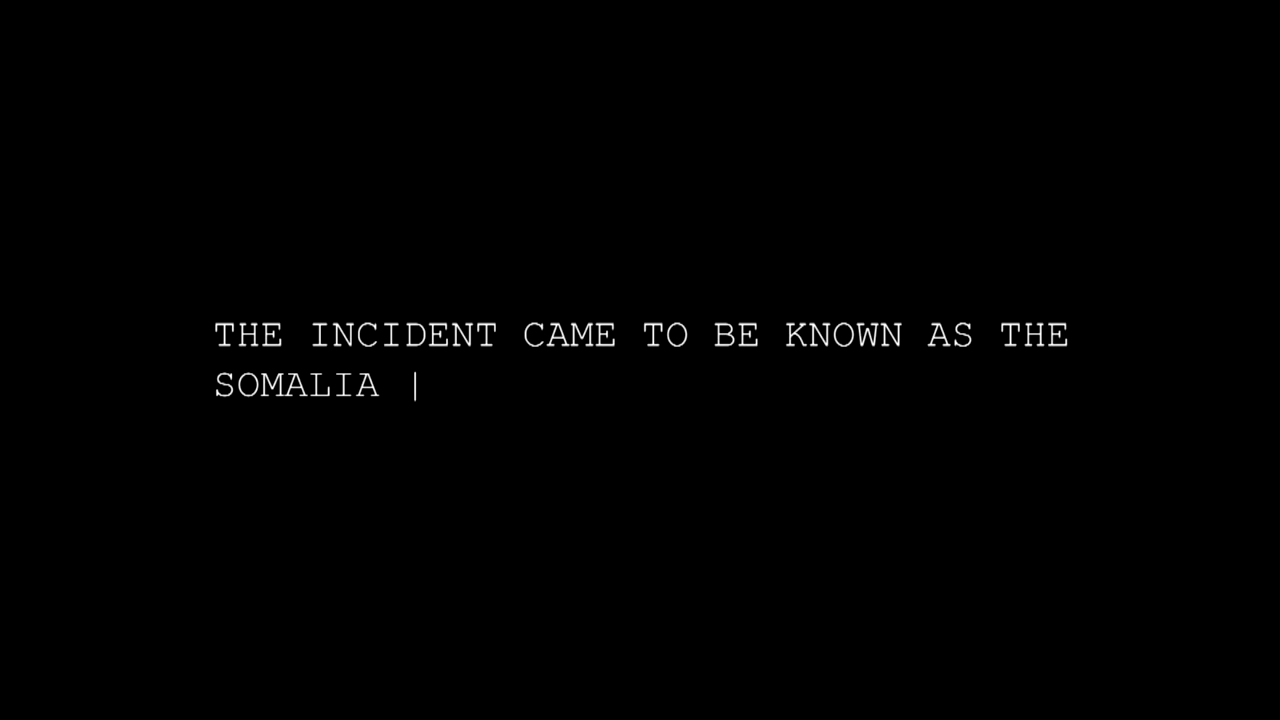 THE INCIDENT CAME TO BE KNOWN AS THE
SOMALIA |